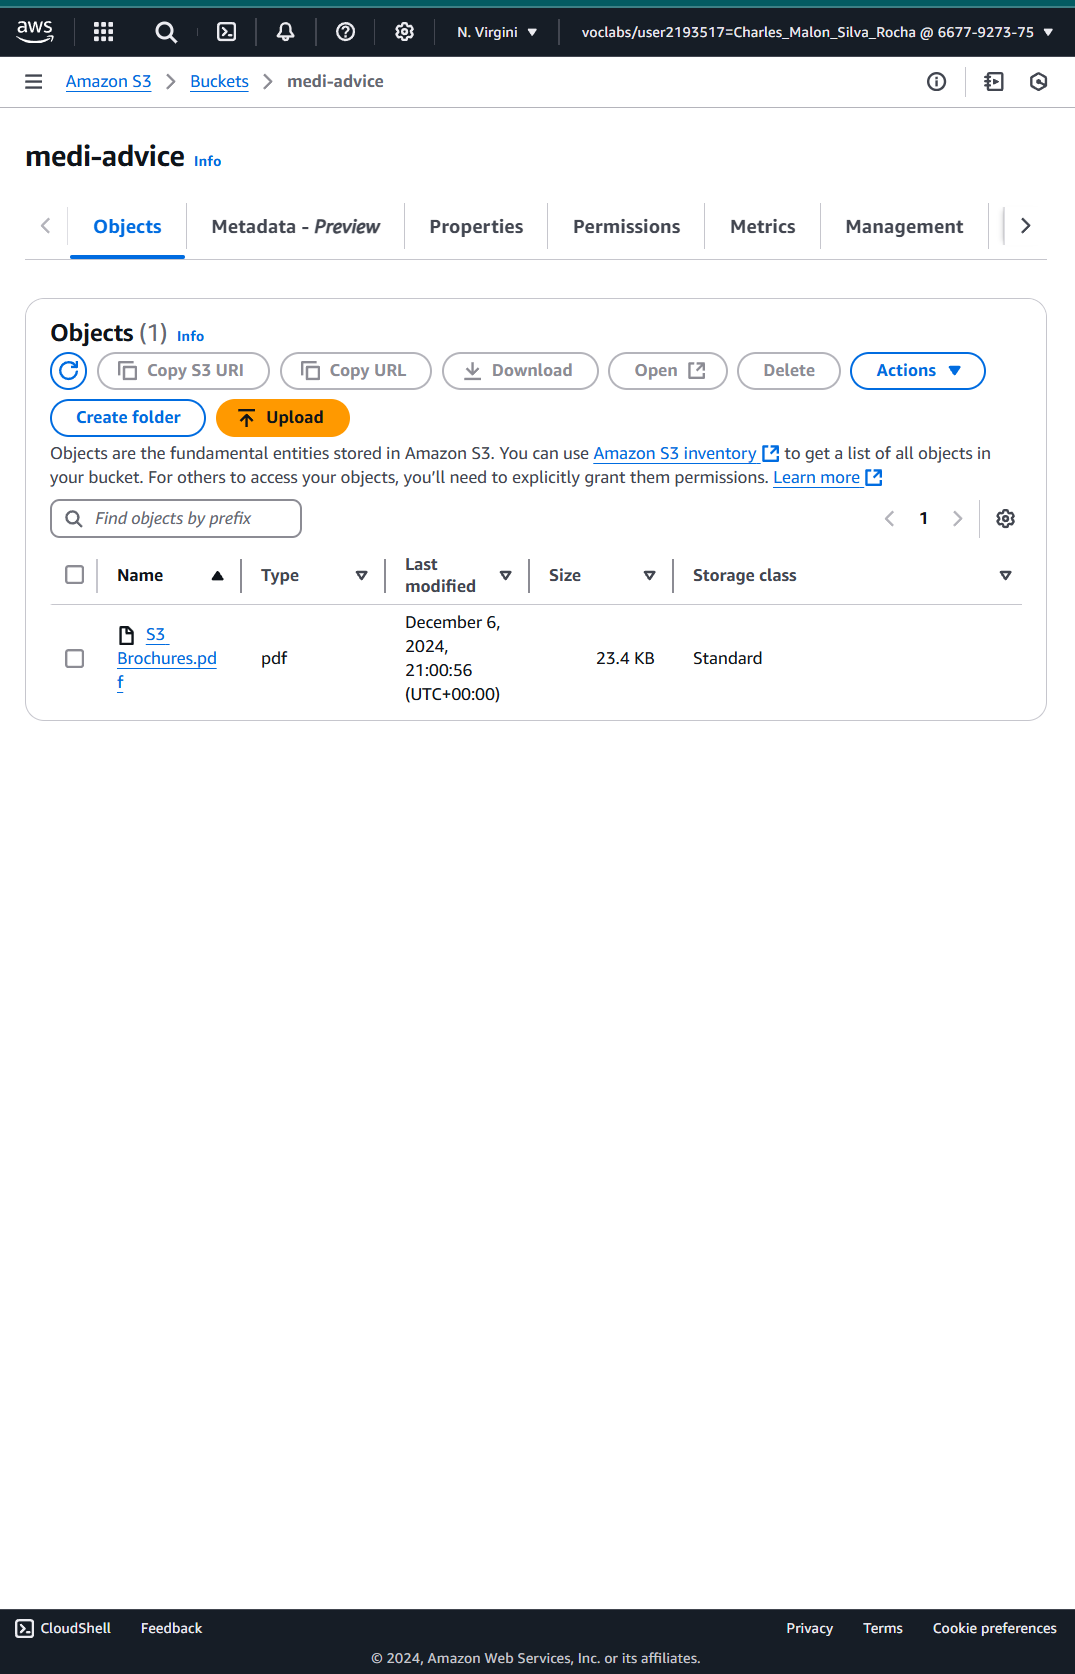 aws
N. Virgini
voclabs/user2193517=Charles_Malon_Silva_Rocha @ 6677-9273-75
Amazon S3
Buckets
medi-advice
medi-advice Info
Objects
Metadata - Preview
Properties
Permissions
Metrics
Management
Objects (1) Info
Copy S3 URI
Copy URL
Download
Open
Delete
Actions
Create folder
Upload
Objects are the fundamental entities stored in Amazon S3. You can use Amazon S3 inventory to get a list of all objects in
your bucket. For others to access your objects, you’ll need to explicitly grant them permissions. Learn more
Find objects by prefix
1
Name
Type
Last
modified
Size
Storage class
S3
Brochures.pd
f
pdf
December 6,
2024,
21:00:56
(UTC+00:00)
23.4 KB
Standard
CloudShell
Feedback
Privacy
Terms
Cookie preferences
© 2024, Amazon Web Services, Inc. or its affiliates.